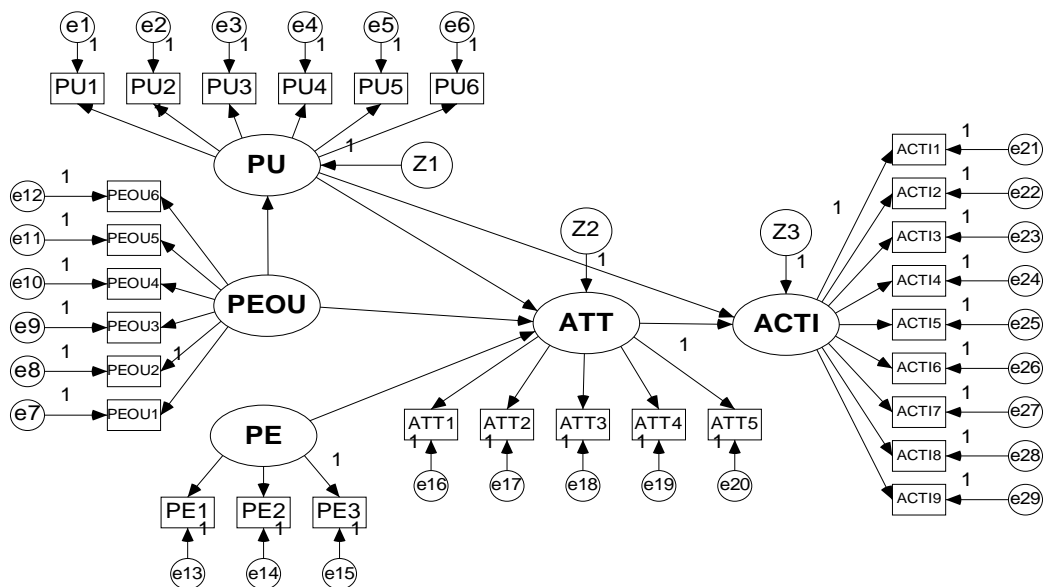 e1 e2 e3 e4 e5 e6
1 1 1 1 1 1
PU1 PU2 PU3 PU4 PU5 PU6
1
PU Z1
1 ACTI1 1 e21
1 e12 PEOU6
ACTI2 1 e22
1 e11 PEOU5
Z2 Z3 1 ACTI3 1 e23
1 e10 PEOU4
1 1 ACTI4 1 e24
PEOU
1 e9 PEOU3
ATT ACTI ACTI5 1 e25
1 e8 PEOU2 1
1 ACTI6 1 e26
1 e7 PEOU1
ACTI7 1 e27
PE ATT1 ATT2 ATT3 ATT4 ATT5
1 1 1 1 1
ACTI8 1 e28
1
e16 e17 e18 e19 e20
ACTI9 1 e29
PE1 PE2 PE3
1 1 1
e13 e14 e15